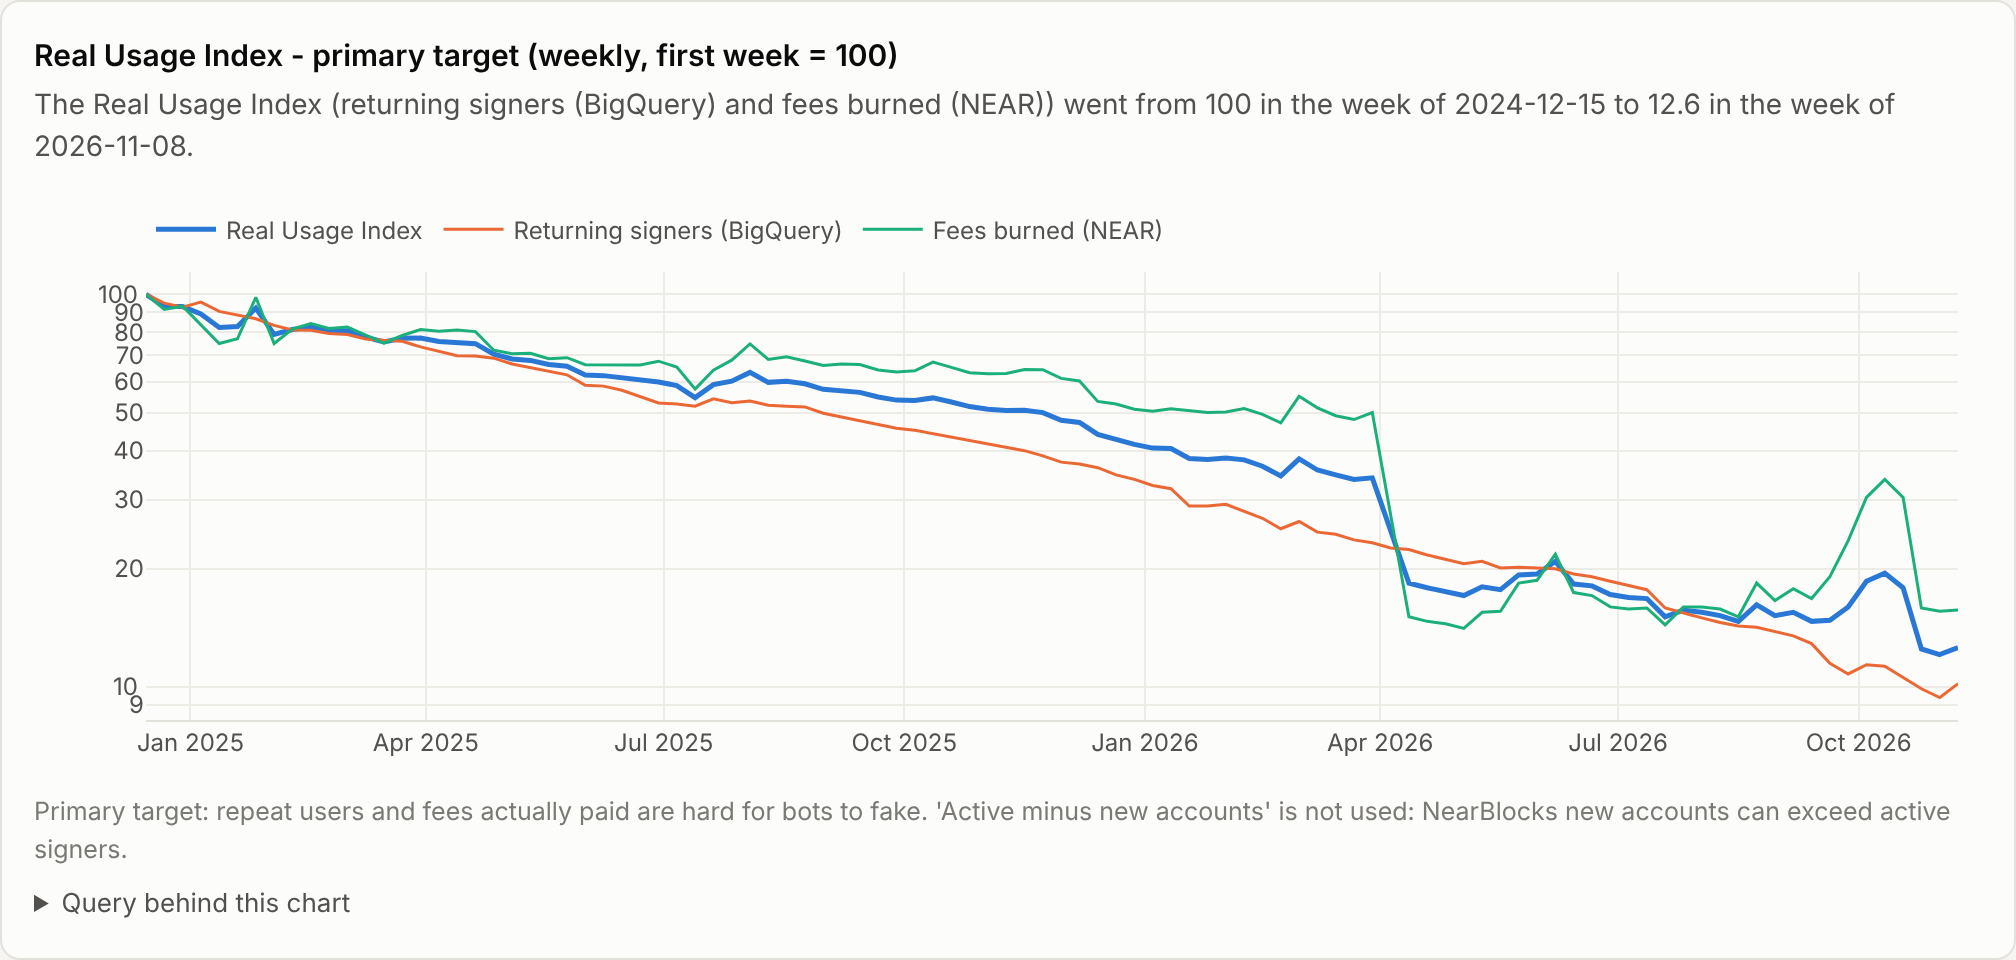 Real Usage Index - primary target (weekly, first week = 100)
The Real Usage Index (returning signers (BigQuery) and fees burned (NEAR)) went from 100 in the week of 2024-12-15 to 12.6 in the week of
2026-11-08.
Real Usage Index
Returning signers (BigQuery)
Fees burned (NEAR)
100
90
80
70
60
50
40
30
20
10
9
Jan 2025
Apr 2025
Jul 2025
Oct 2025
Jan 2026
Apr 2026
Jul 2026
Oct 2026
Primary target: repeat users and fees actually paid are hard for bots to fake. 'Active minus new accounts' is not used: NearBlocks new accounts can exceed active
signers.
Query behind this chart